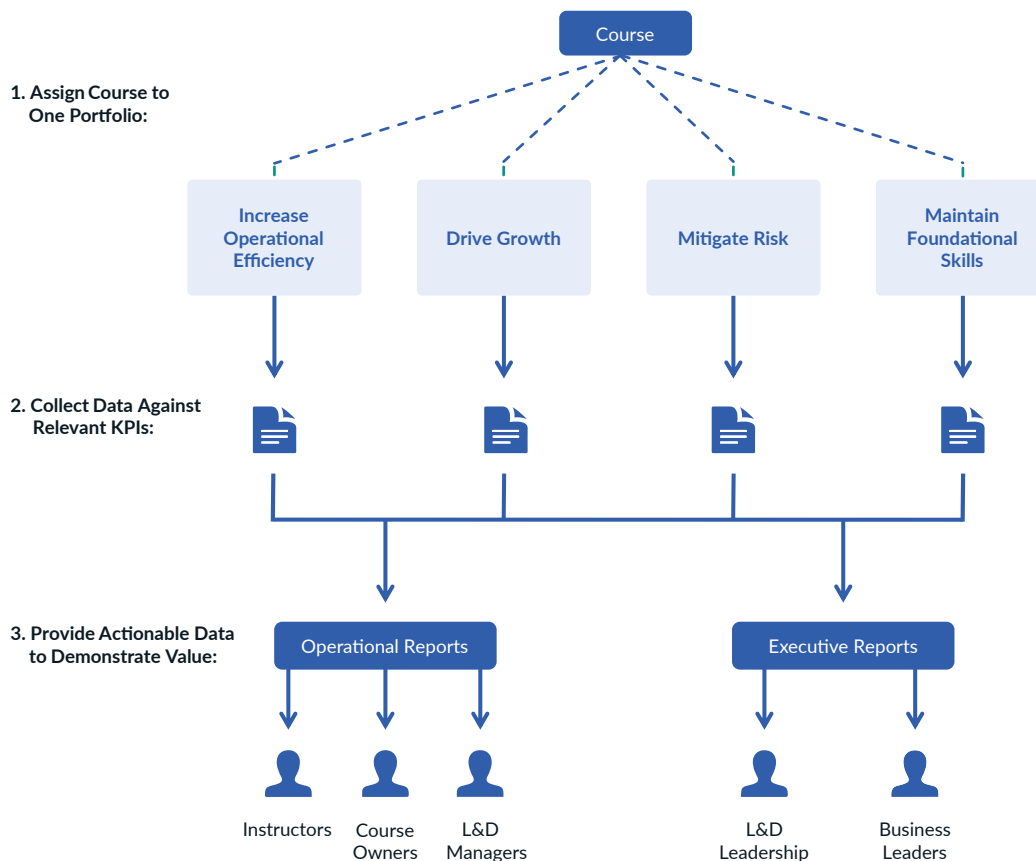 Course
1. Assign Course to
One Portfolio:
Increase
Operational
Efficiency
Drive Growth
Mitigate Risk
Maintain
Foundational
Skills
2. Collect Data Against
Relevant KPIs:
3. Provide Actionable Data
to Demonstrate Value:
Operational Reports
Executive Reports
Instructors
Course
Owners
L&D
Managers
L&D
Leadership
Business
Leaders